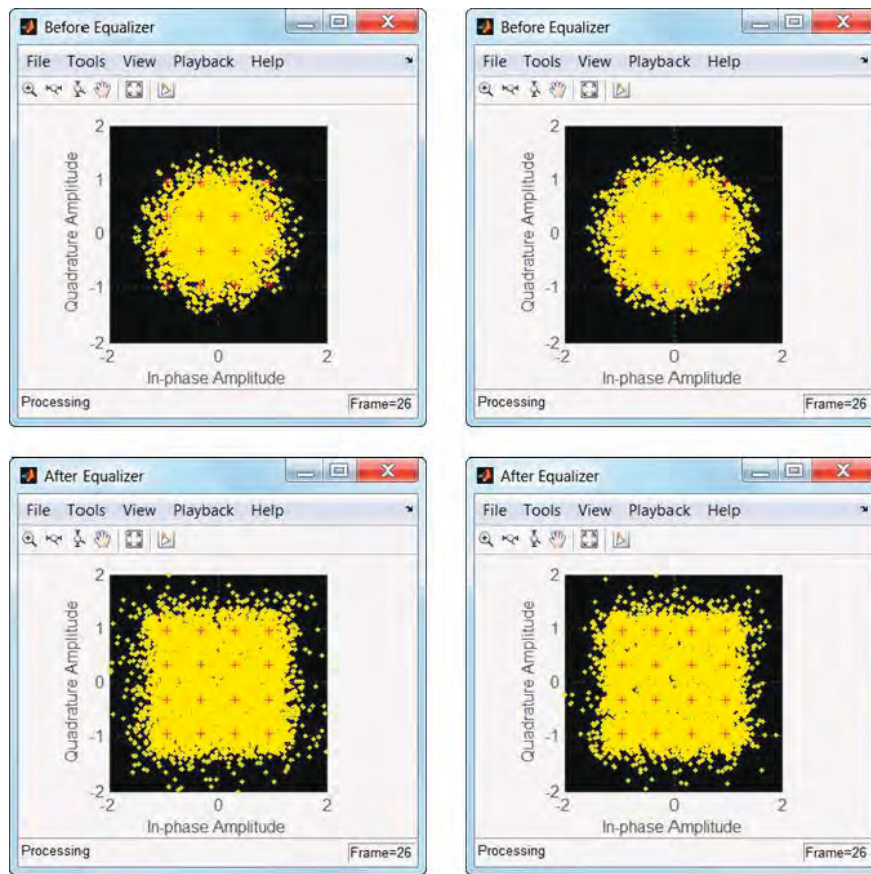 Before Equalizer
File Tools View Playback Help
2
1
0
-1
-2
-2 0 2
Quadrature Amplitude
In-phase Amplitude
Processing
Frame=26
Before Equalizer
File Tools View Playback Help
2
1
0
-1
-2
-2 0 2
Quadrature Amplitude
In-phase Amplitude
Processing
Frame=26
After Equalizer
File Tools View Playback Help
2
1
0
-1
-2
-2 0 2
Quadrature Amplitude
In-phase Amplitude
Processing
Frame=26
After Equalizer
File Tools View Playback Help
2
1
0
-1
-2
-2 0 2
Quadrature Amplitude
In-phase Amplitude
Processing
Frame=26